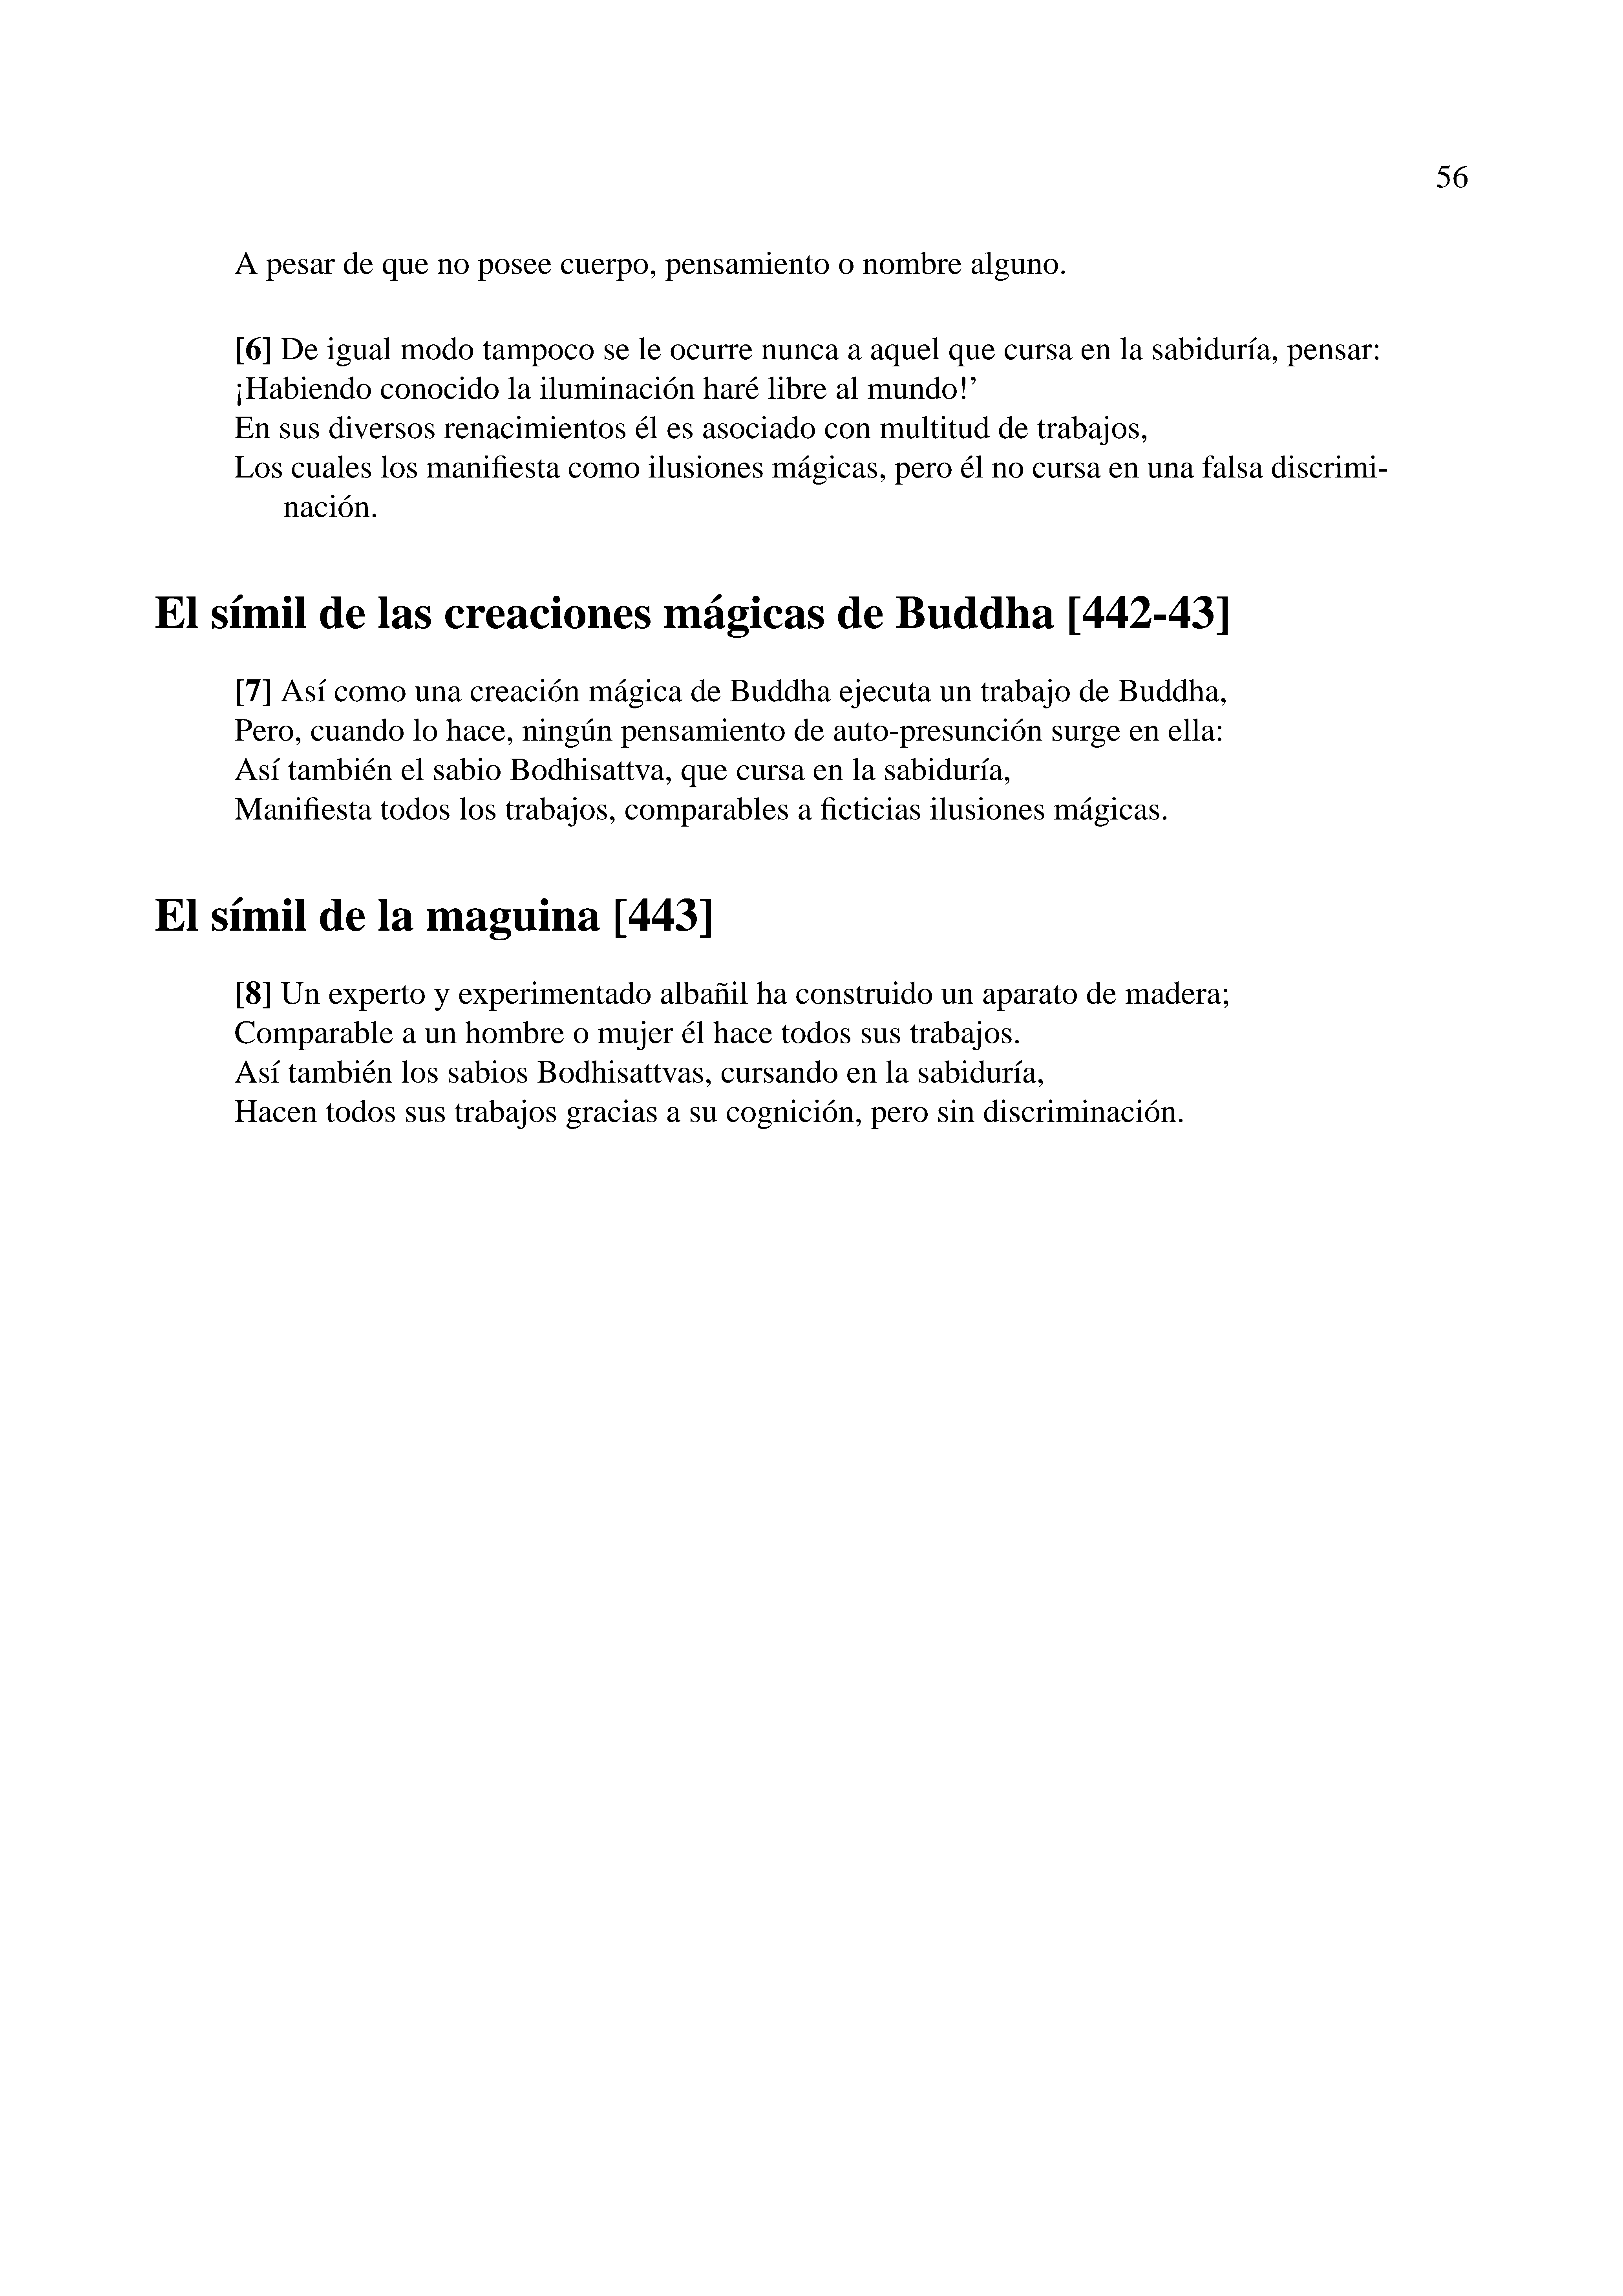 56
A pesar de que no posee cuerpo, pensamiento o nombre alguno.
[6] De igual modo tampoco se le ocurre nunca a aquel que cursa en la sabiduría, pensar:
¡Habiendo conocido la iluminación haré libre al mundo!’
En sus diversos renacimientos él es asociado con multitud de trabajos,
Los cuales los manifiesta como ilusiones mágicas, pero él no cursa en una falsa discrimi-
nación.
El símil de las creaciones mágicas de Buddha [442-43]
[7] Así como una creación mágica de Buddha ejecuta un trabajo de Buddha,
Pero, cuando lo hace, ningún pensamiento de auto-presunción surge en ella:
Así también el sabio Bodhisattva, que cursa en la sabiduría,
Manifiesta todos los trabajos, comparables a ficticias ilusiones mágicas.
El símil de la maguina [443]
[8] Un experto y experimentado albañil ha construido un aparato de madera;
Comparable a un hombre o mujer él hace todos sus trabajos.
Así también los sabios Bodhisattvas, cursando en la sabiduría,
Hacen todos sus trabajos gracias a su cognición, pero sin discriminación.